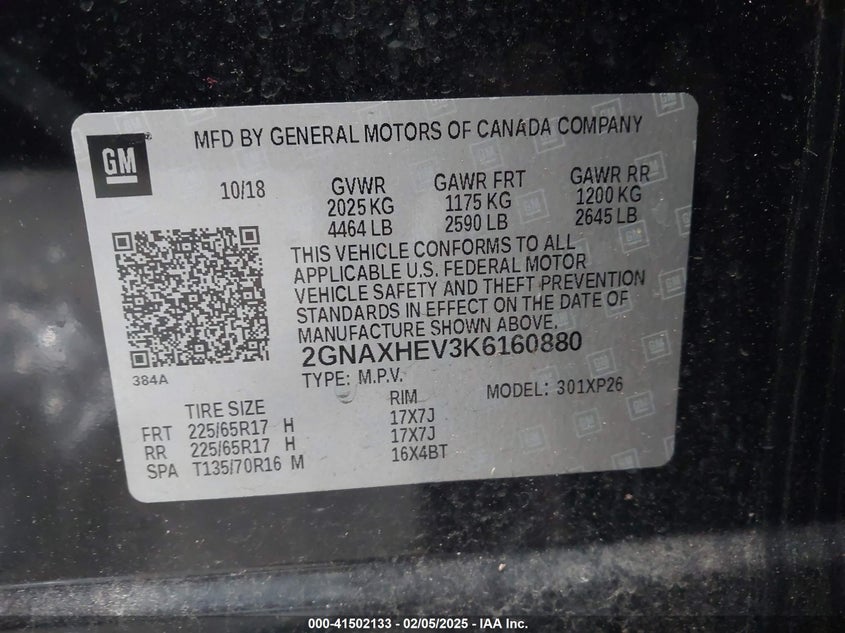 GM
MFD BY GENERAL MOTORS OF CANADA COMPANY
10/18
GVWR
2025 KG
4464 LB
GAWR FRT
1175 KG
2590 LB
GAWR RR
1200 KG
2645 LB
THIS VEHICLE CONFORMS TO ALL
APPLICABLE U.S. FEDERAL MOTOR
VEHICLE SAFETY AND THEFT PREVENTION
STANDARDS IN EFFECT ON THE DATE OF
MANUFACTURE SHOWN ABOVE.
2GNAXHEV3K6160880
384A
TYPE: M.P.V.
MODEL: 301XP26
TIRE SIZE RIM
FRT 225/65R17 H 17X7J
RR 225/65R17 H 17X7J
SPA T135/70R16 M 16X4BT
000-41502133 - 02/05/2025 - IAA Inc.